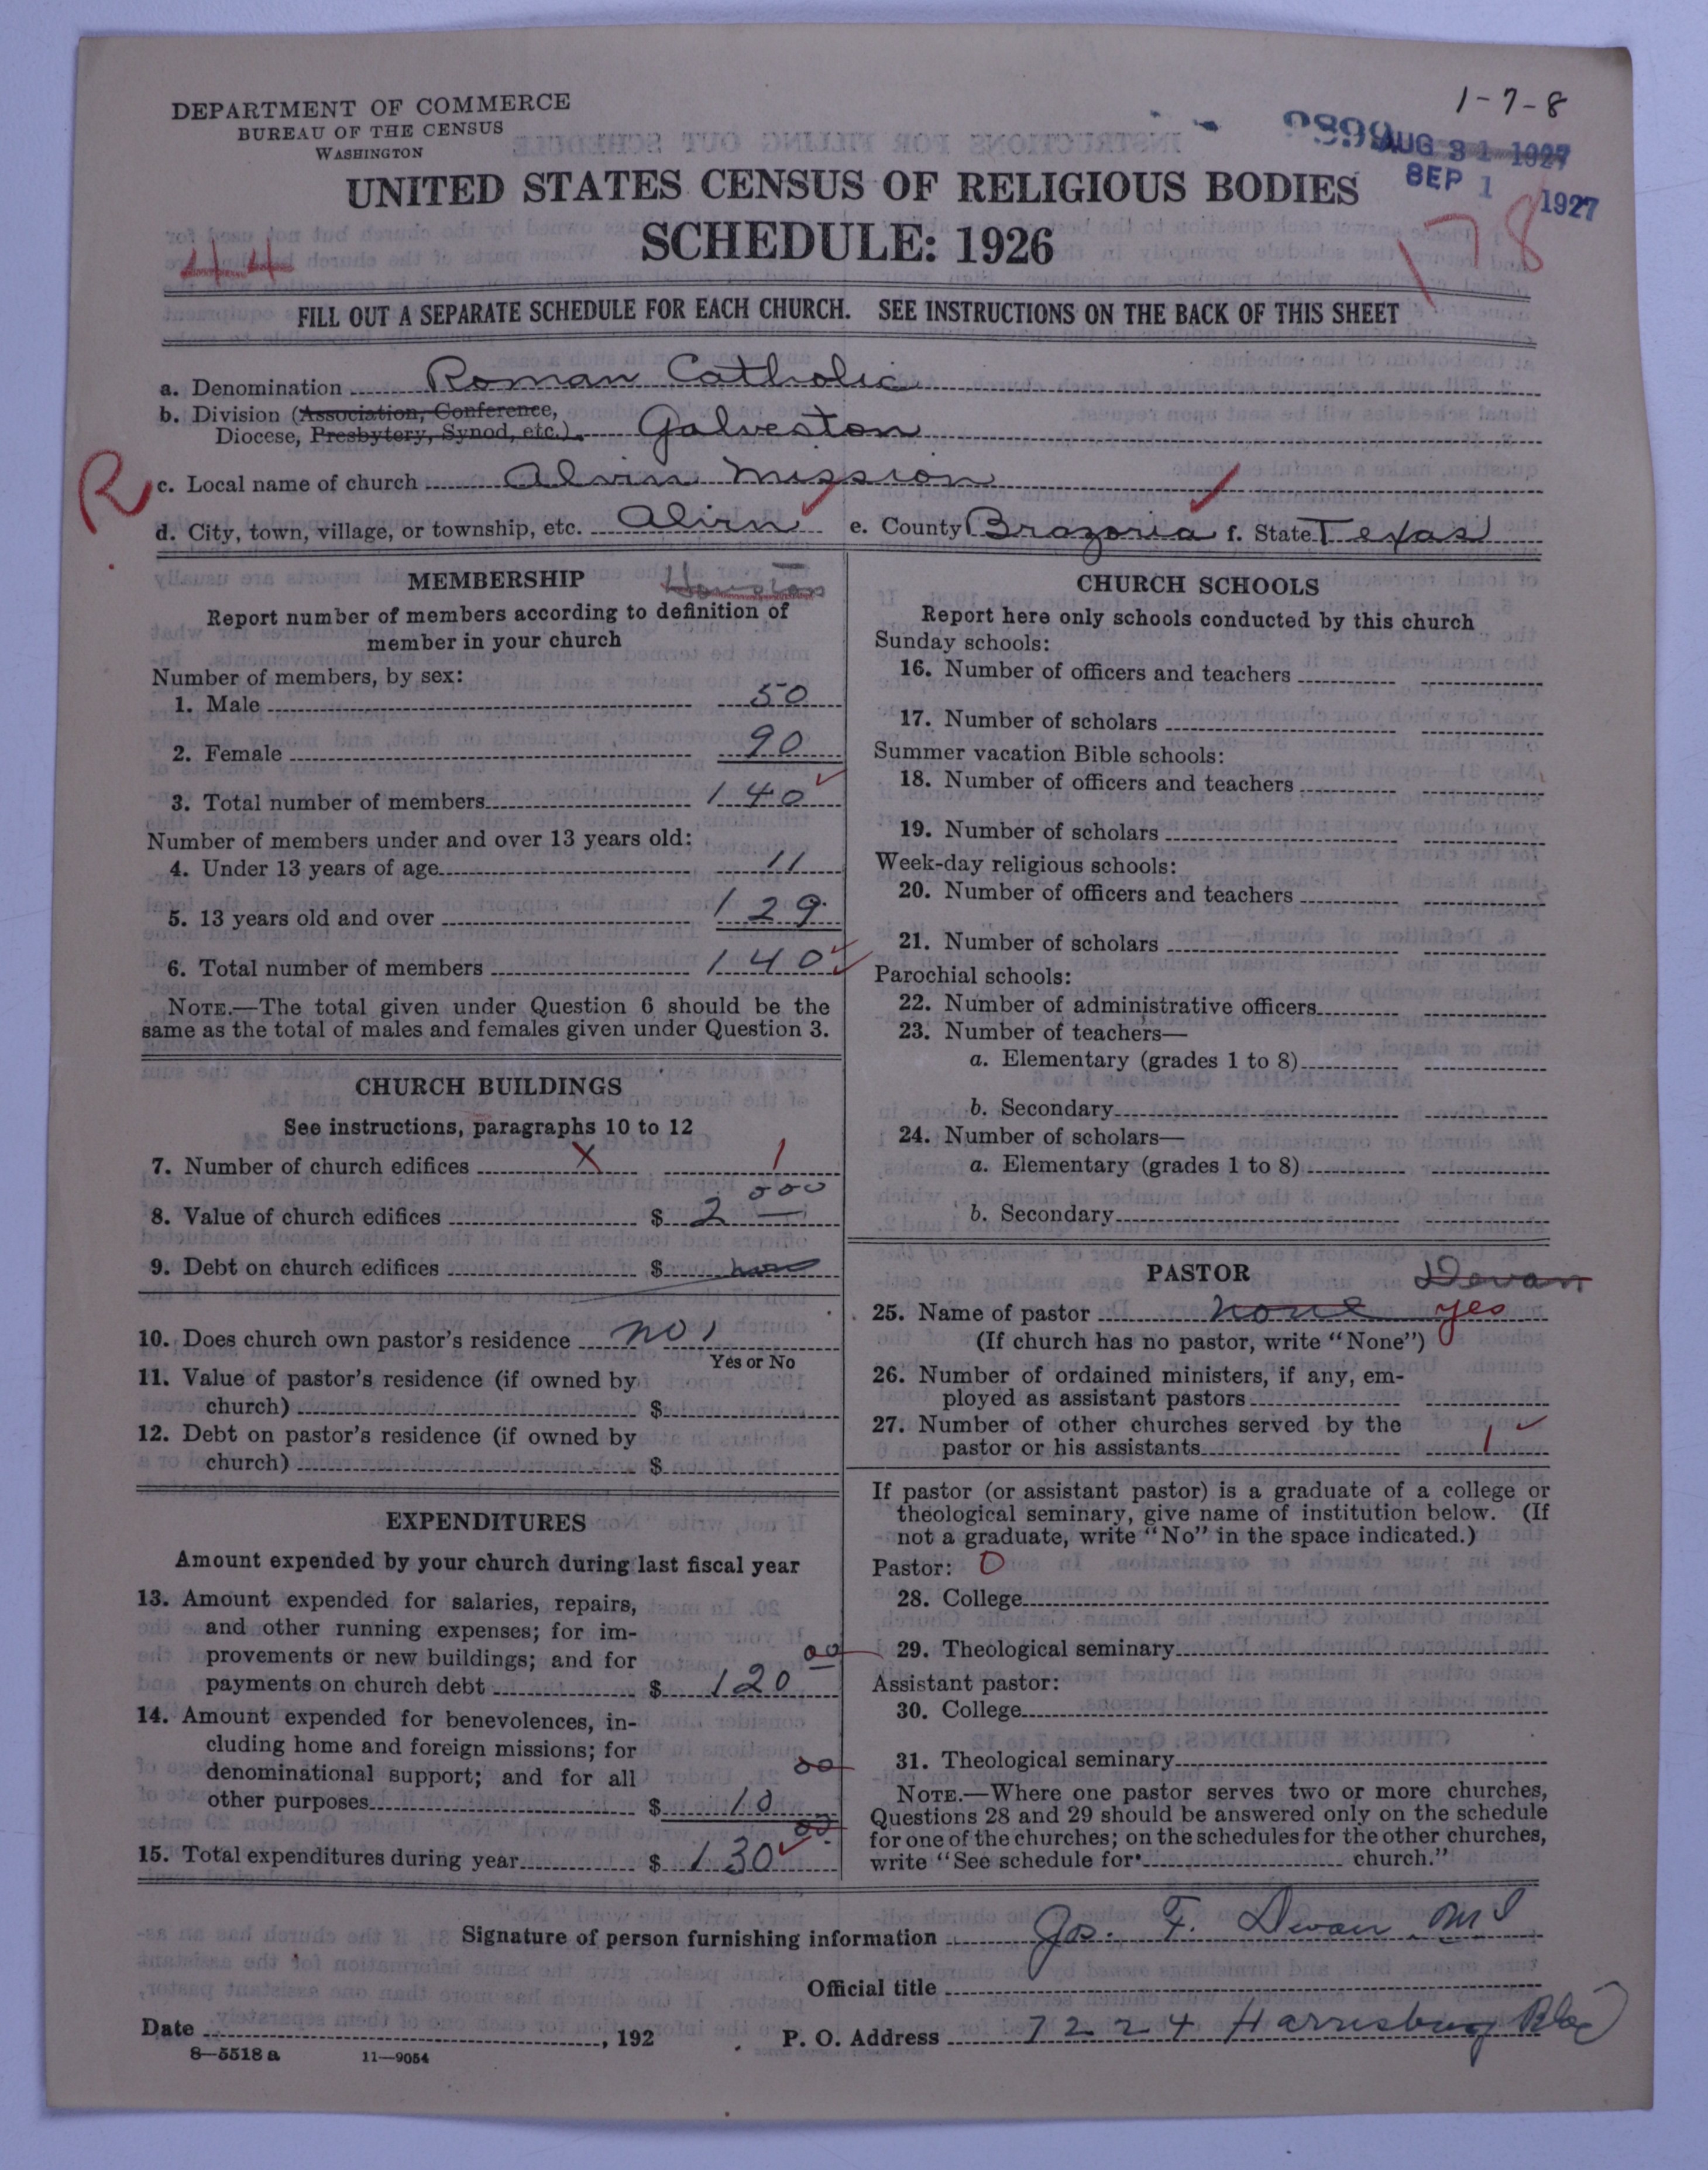 DEPARTMENT OF COMMERCE
BUREAU OF THE CENSUS
WASHINGTON
1-7-8
AUG 31 1927
SEP 1 1927
UNITED STATES CENSUS OF RELIGIOUS BODIES
SCHEDULE: 1926
44
178
FILL OUT A SEPARATE SCHEDULE FOR EACH CHURCH. SEE INSTRUCTIONS ON THE BACK OF THIS SHEET
a. Denomination Roman Catholic
b. Division (Association, Conference,
Diocese, Presbytery, Synod, etc.) Galveston
R
c. Local name of church Alvin Mission
d. City, town, village, or township, etc. Alvin e. County Brazoria f. State Texas
MEMBERSHIP Houston
Report number of members according to definition of
member in your church
Number of members, by sex:
1. Male 50
2. Female 90
3. Total number of members 140
Number of members under and over 13 years old:
4. Under 13 years of age 11
5. 13 years old and over 129
6. Total number of members 140
NOTE.—The total given under Question 6 should be the
same as the total of males and females given under Question 3.
CHURCH BUILDINGS
See instructions, paragraphs 10 to 12
7. Number of church edifices X 1
8. Value of church edifices $ 2 000
9. Debt on church edifices $ none
10. Does church own pastor's residence no
Yes or No
11. Value of pastor's residence (if owned by
church) $
12. Debt on pastor's residence (if owned by
church) $
EXPENDITURES
Amount expended by your church during last fiscal year
13. Amount expended for salaries, repairs,
and other running expenses; for im-
provements or new buildings; and for
payments on church debt $ 120 00
14. Amount expended for benevolences, in-
cluding home and foreign missions; for
denominational support; and for all
other purposes $ 10 00
15. Total expenditures during year $ 130 00
CHURCH SCHOOLS
Report here only schools conducted by this church
Sunday schools:
16. Number of officers and teachers
17. Number of scholars
Summer vacation Bible schools:
18. Number of officers and teachers
19. Number of scholars
Week-day religious schools:
20. Number of officers and teachers
21. Number of scholars
Parochial schools:
22. Number of administrative officers
23. Number of teachers—
a. Elementary (grades 1 to 8)
b. Secondary
24. Number of scholars—
a. Elementary (grades 1 to 8)
b. Secondary
PASTOR Devan
25. Name of pastor none yes
(If church has no pastor, write "None")
26. Number of ordained ministers, if any, em-
ployed as assistant pastors
27. Number of other churches served by the
pastor or his assistants 1
If pastor (or assistant pastor) is a graduate of a college or
theological seminary, give name of institution below. (If
not a graduate, write "No" in the space indicated.)
Pastor: 0
28. College
29. Theological seminary
Assistant pastor:
30. College
31. Theological seminary
NOTE.—Where one pastor serves two or more churches,
Questions 28 and 29 should be answered only on the schedule
for one of the churches; on the schedules for the other churches,
write "See schedule for church."
Signature of person furnishing information Jos. F. Devan
Official title
Date , 192 P. O. Address 7224 Harrisburg Blvd
8—5518 a 11—9054